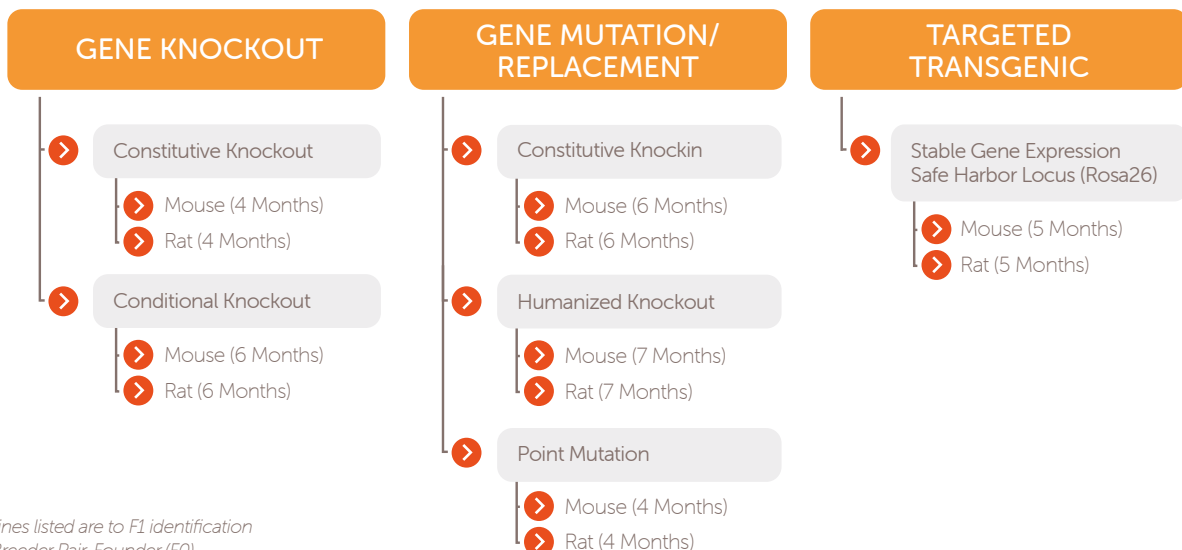 GENE KNOCKOUT
Constitutive Knockout
Mouse (4 Months)
Rat (4 Months)
Conditional Knockout
Mouse (6 Months)
Rat (6 Months)
GENE MUTATION/
REPLACEMENT
Constitutive Knockin
Mouse (6 Months)
Rat (6 Months)
Humanized Knockout
Mouse (7 Months)
Rat (7 Months)
Point Mutation
Mouse (4 Months)
Rat (4 Months)
TARGETED
TRANSGENIC
Stable Gene Expression
Safe Harbor Locus (Rosa26)
Mouse (5 Months)
Rat (5 Months)
listed are to F1 identification
Pair, Founder (F0)